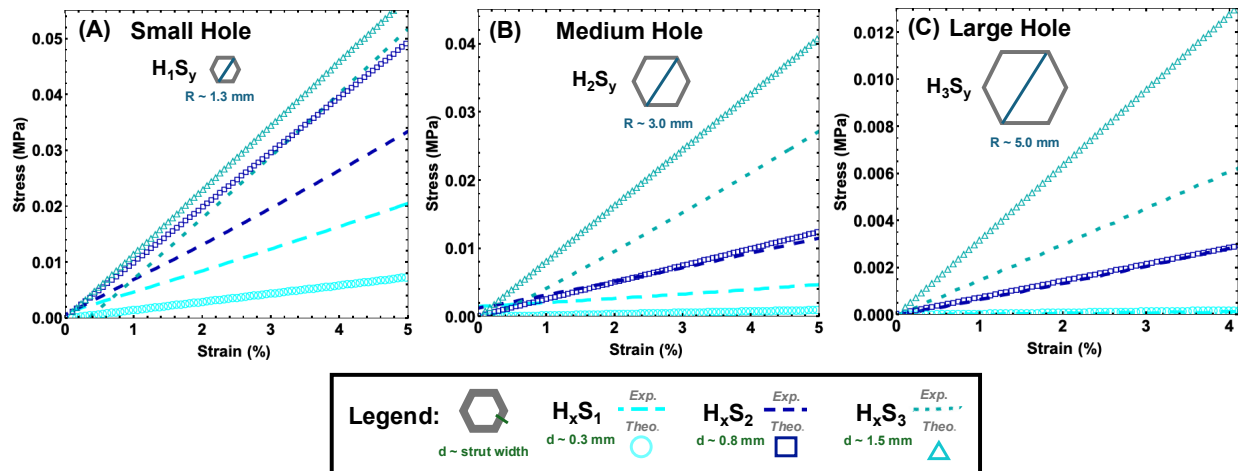 (A) Small Hole
H₁Sᵧ
R ~ 1.3 mm
Stress (MPa)
0.05
0.04
0.03
0.02
0.01
0.00
0 1 2 3 4 5
Strain (%)
(B) Medium Hole
H₂Sᵧ
R ~ 3.0 mm
Stress (MPa)
0.04
0.03
0.02
0.01
0.00
0 1 2 3 4 5
Strain (%)
(C) Large Hole
H₃Sᵧ
R ~ 5.0 mm
Stress (MPa)
0.012
0.010
0.008
0.006
0.004
0.002
0.000
0 1 2 3 4
Strain (%)
Legend:
d ~ strut width
HₓS₁ Exp.
Theo.
d ~ 0.3 mm
HₓS₂ Exp.
Theo.
d ~ 0.8 mm
HₓS₃ Exp.
Theo.
d ~ 1.5 mm